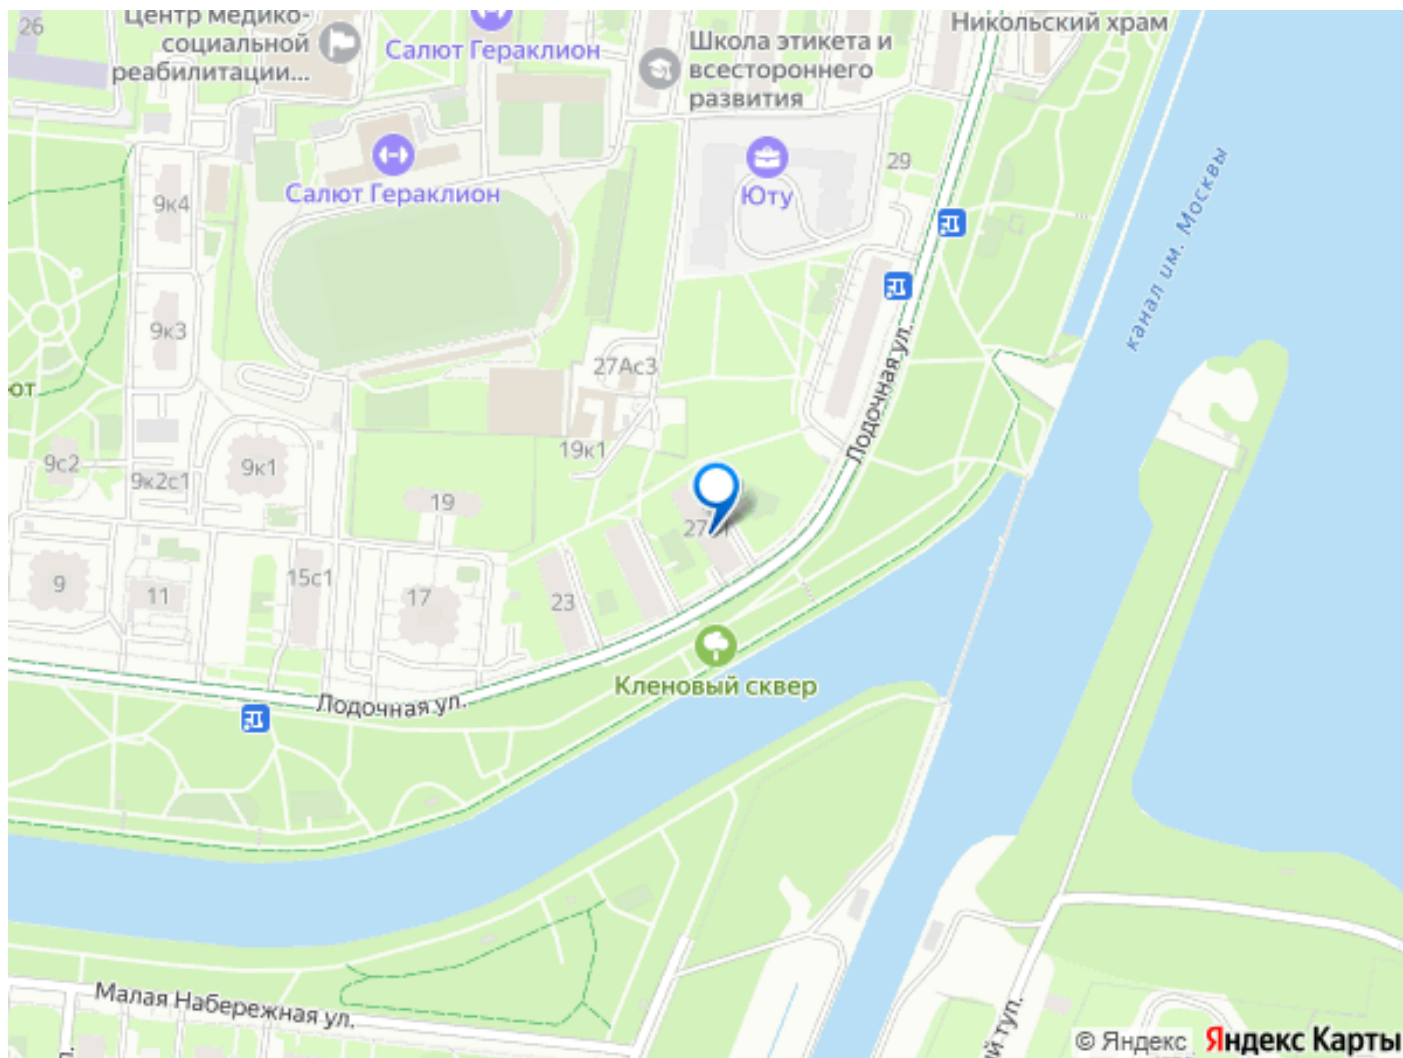 26
Центр медико-
социальной
реабилитации...
Салют Гераклион
Школа этикета и
всестороннего
развития
Никольский храм
Салют Гераклион
Юту
29
9к4
канал им. Москвы
9к3
27Ас3
Лодочная ул.
19к1
9с2
9к2с1
9к1
19
9
11
15с1
17
23
Кленовый сквер
Лодочная ул.
Малая Набережная ул.
© Яндекс Яндекс Карты